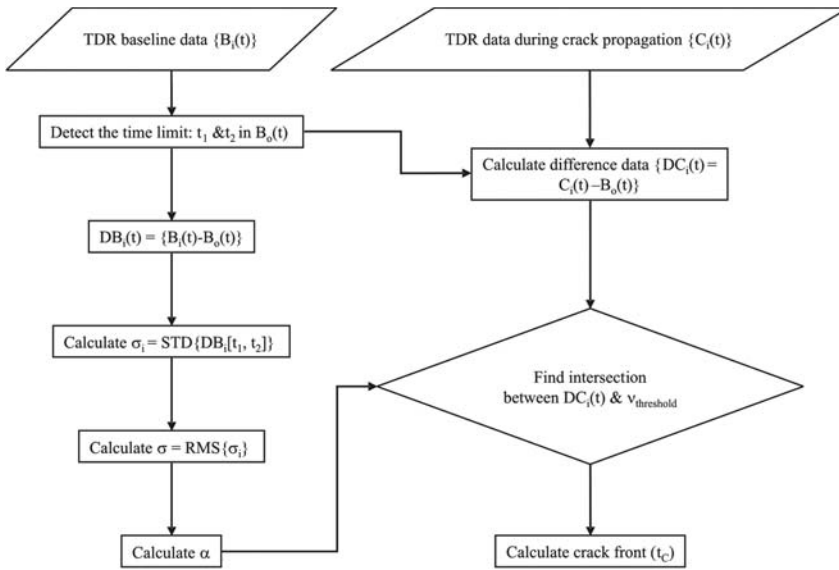 TDR baseline data {Bᵢ(t)}
TDR data during crack propagation {Cᵢ(t)}
Detect the time limit: t₁ &t₂ in Bₒ(t)
Calculate difference data {DCᵢ(t) =
Cᵢ(t) –Bₒ(t)}
DBᵢ(t) = {Bᵢ(t)-Bₒ(t)}
Calculate σᵢ = STD{DBᵢ[t₁, t₂]}
Find intersection
between DCᵢ(t) & ν_threshold
Calculate σ = RMS{σᵢ}
Calculate α
Calculate crack front (t_C)